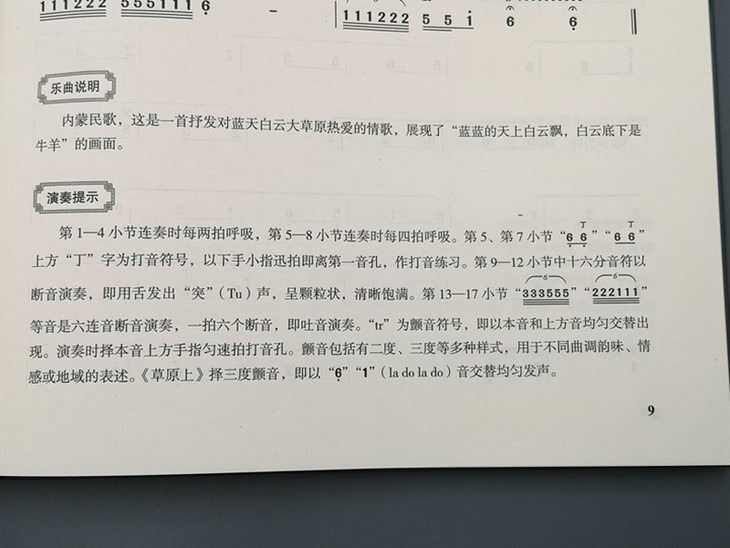 111222 555111 6 –
111222 5 5 1 6 6
乐曲说明
内蒙民歌，这是一首抒发对蓝天白云大草原热爱的情歌，展现了“蓝蓝的天上白云飘，白云底下是
牛羊”的画面。
演奏提示
第 1—4 小节连奏时每两拍呼吸，第 5—8 小节连奏时每四拍呼吸。第 5、第 7 小节“6 6”“6 6”
上方“丁”字为打音符号，以下手小指迅拍即离第一音孔，作打音练习。第 9—12 小节中十六分音符以
断音演奏，即用舌发出“突”（Tu）声，呈颗粒状，清晰饱满。第 13—17 小节“333555”“222111”
等音是六连音断音演奏，一拍六个断音，即吐音演奏。“tr”为颤音符号，即以本音和上方音均匀交替出
现。演奏时择本音上方手指匀速拍打音孔。颤音包括有二度、三度等多种样式，用于不同曲调韵味、情
感或地域的表述。《草原上》择三度颤音，即以“6”“1”（la do la do）音交替均匀发声。
9